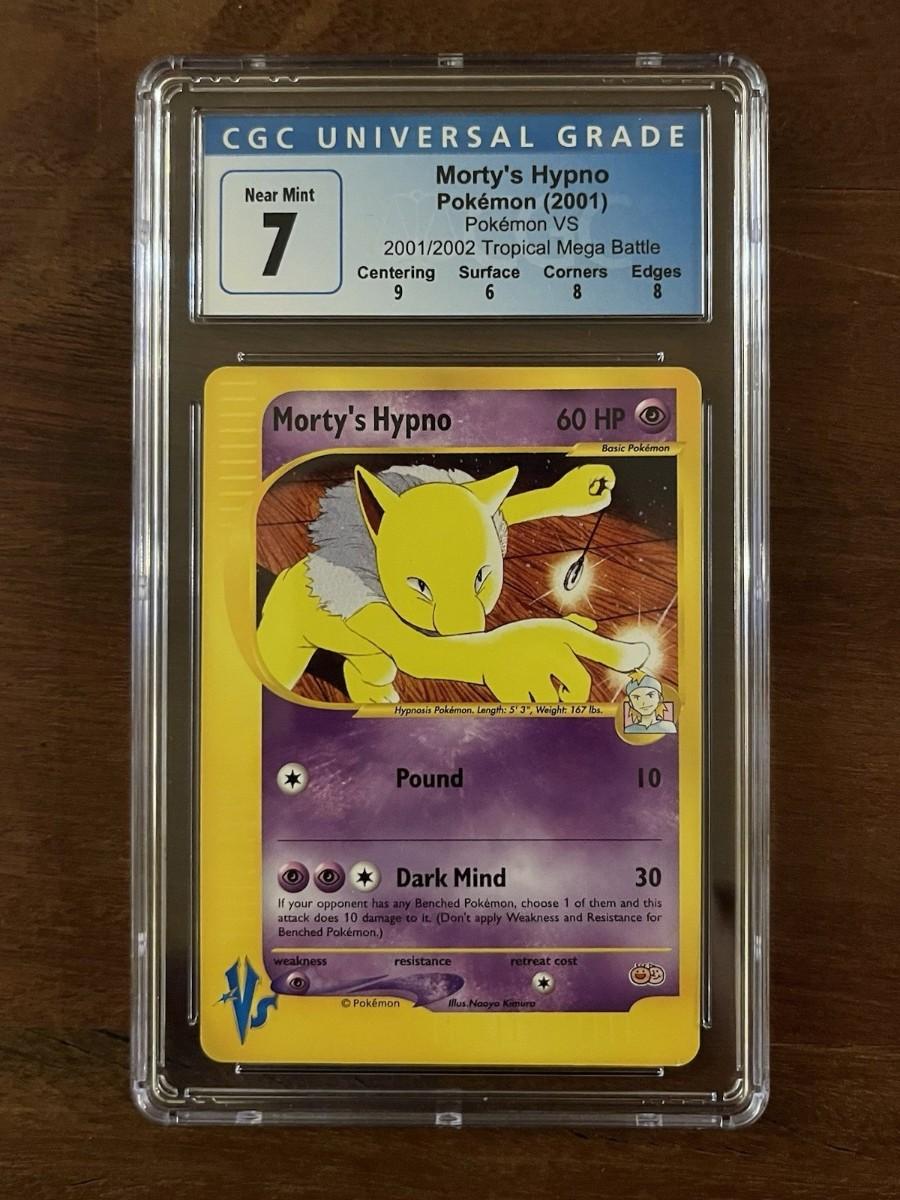 CGC UNIVERSAL GRADE
Near Mint
7
Morty's Hypno
Pokémon (2001)
Pokémon VS
2001/2002 Tropical Mega Battle
Centering Surface Corners Edges
9 6 8 8
Morty's Hypno 60 HP
Basic Pokémon
Hypnosis Pokémon. Length: 5' 3", Weight: 167 lbs.
Pound 10
Dark Mind 30
If your opponent has any Benched Pokémon, choose 1 of them and this
attack does 10 damage to it. (Don't apply Weakness and Resistance for
Benched Pokémon.)
weakness resistance retreat cost
© Pokémon Illus.Naoyo Kimura
VS